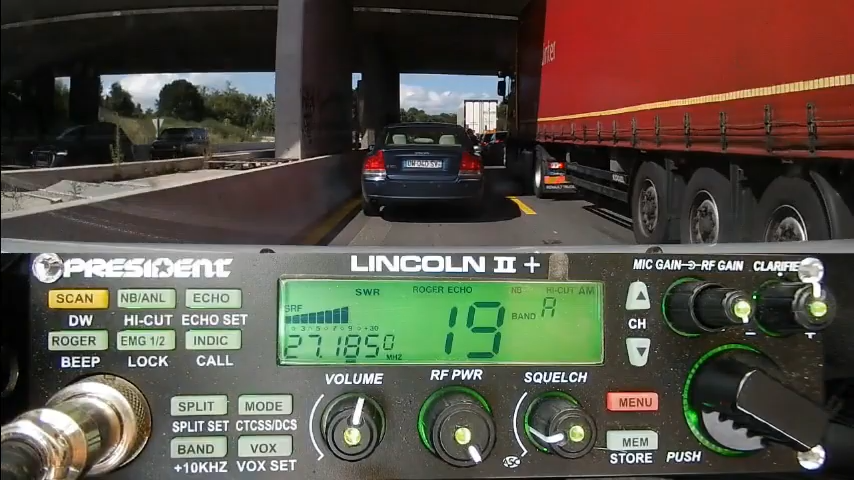 PRESIDENT
LINCOLN II +
SCAN
NB/ANL
ECHO
DW
HI-CUT
ECHO SET
ROGER
EMG 1/2
INDIC
BEEP
LOCK
CALL
SPLIT
MODE
SPLIT SET
CTCSS/DCS
BAND
VOX
+10KHZ
VOX SET
SWR
ROGER ECHO
NB
HI-CUT AM
SRF
BAND A
19
27.1850 MHZ
VOLUME
RF PWR
SQUELCH
ASC
MIC GAIN
RF GAIN
CLARIFIER
CH
MENU
MEM
STORE
PUSH